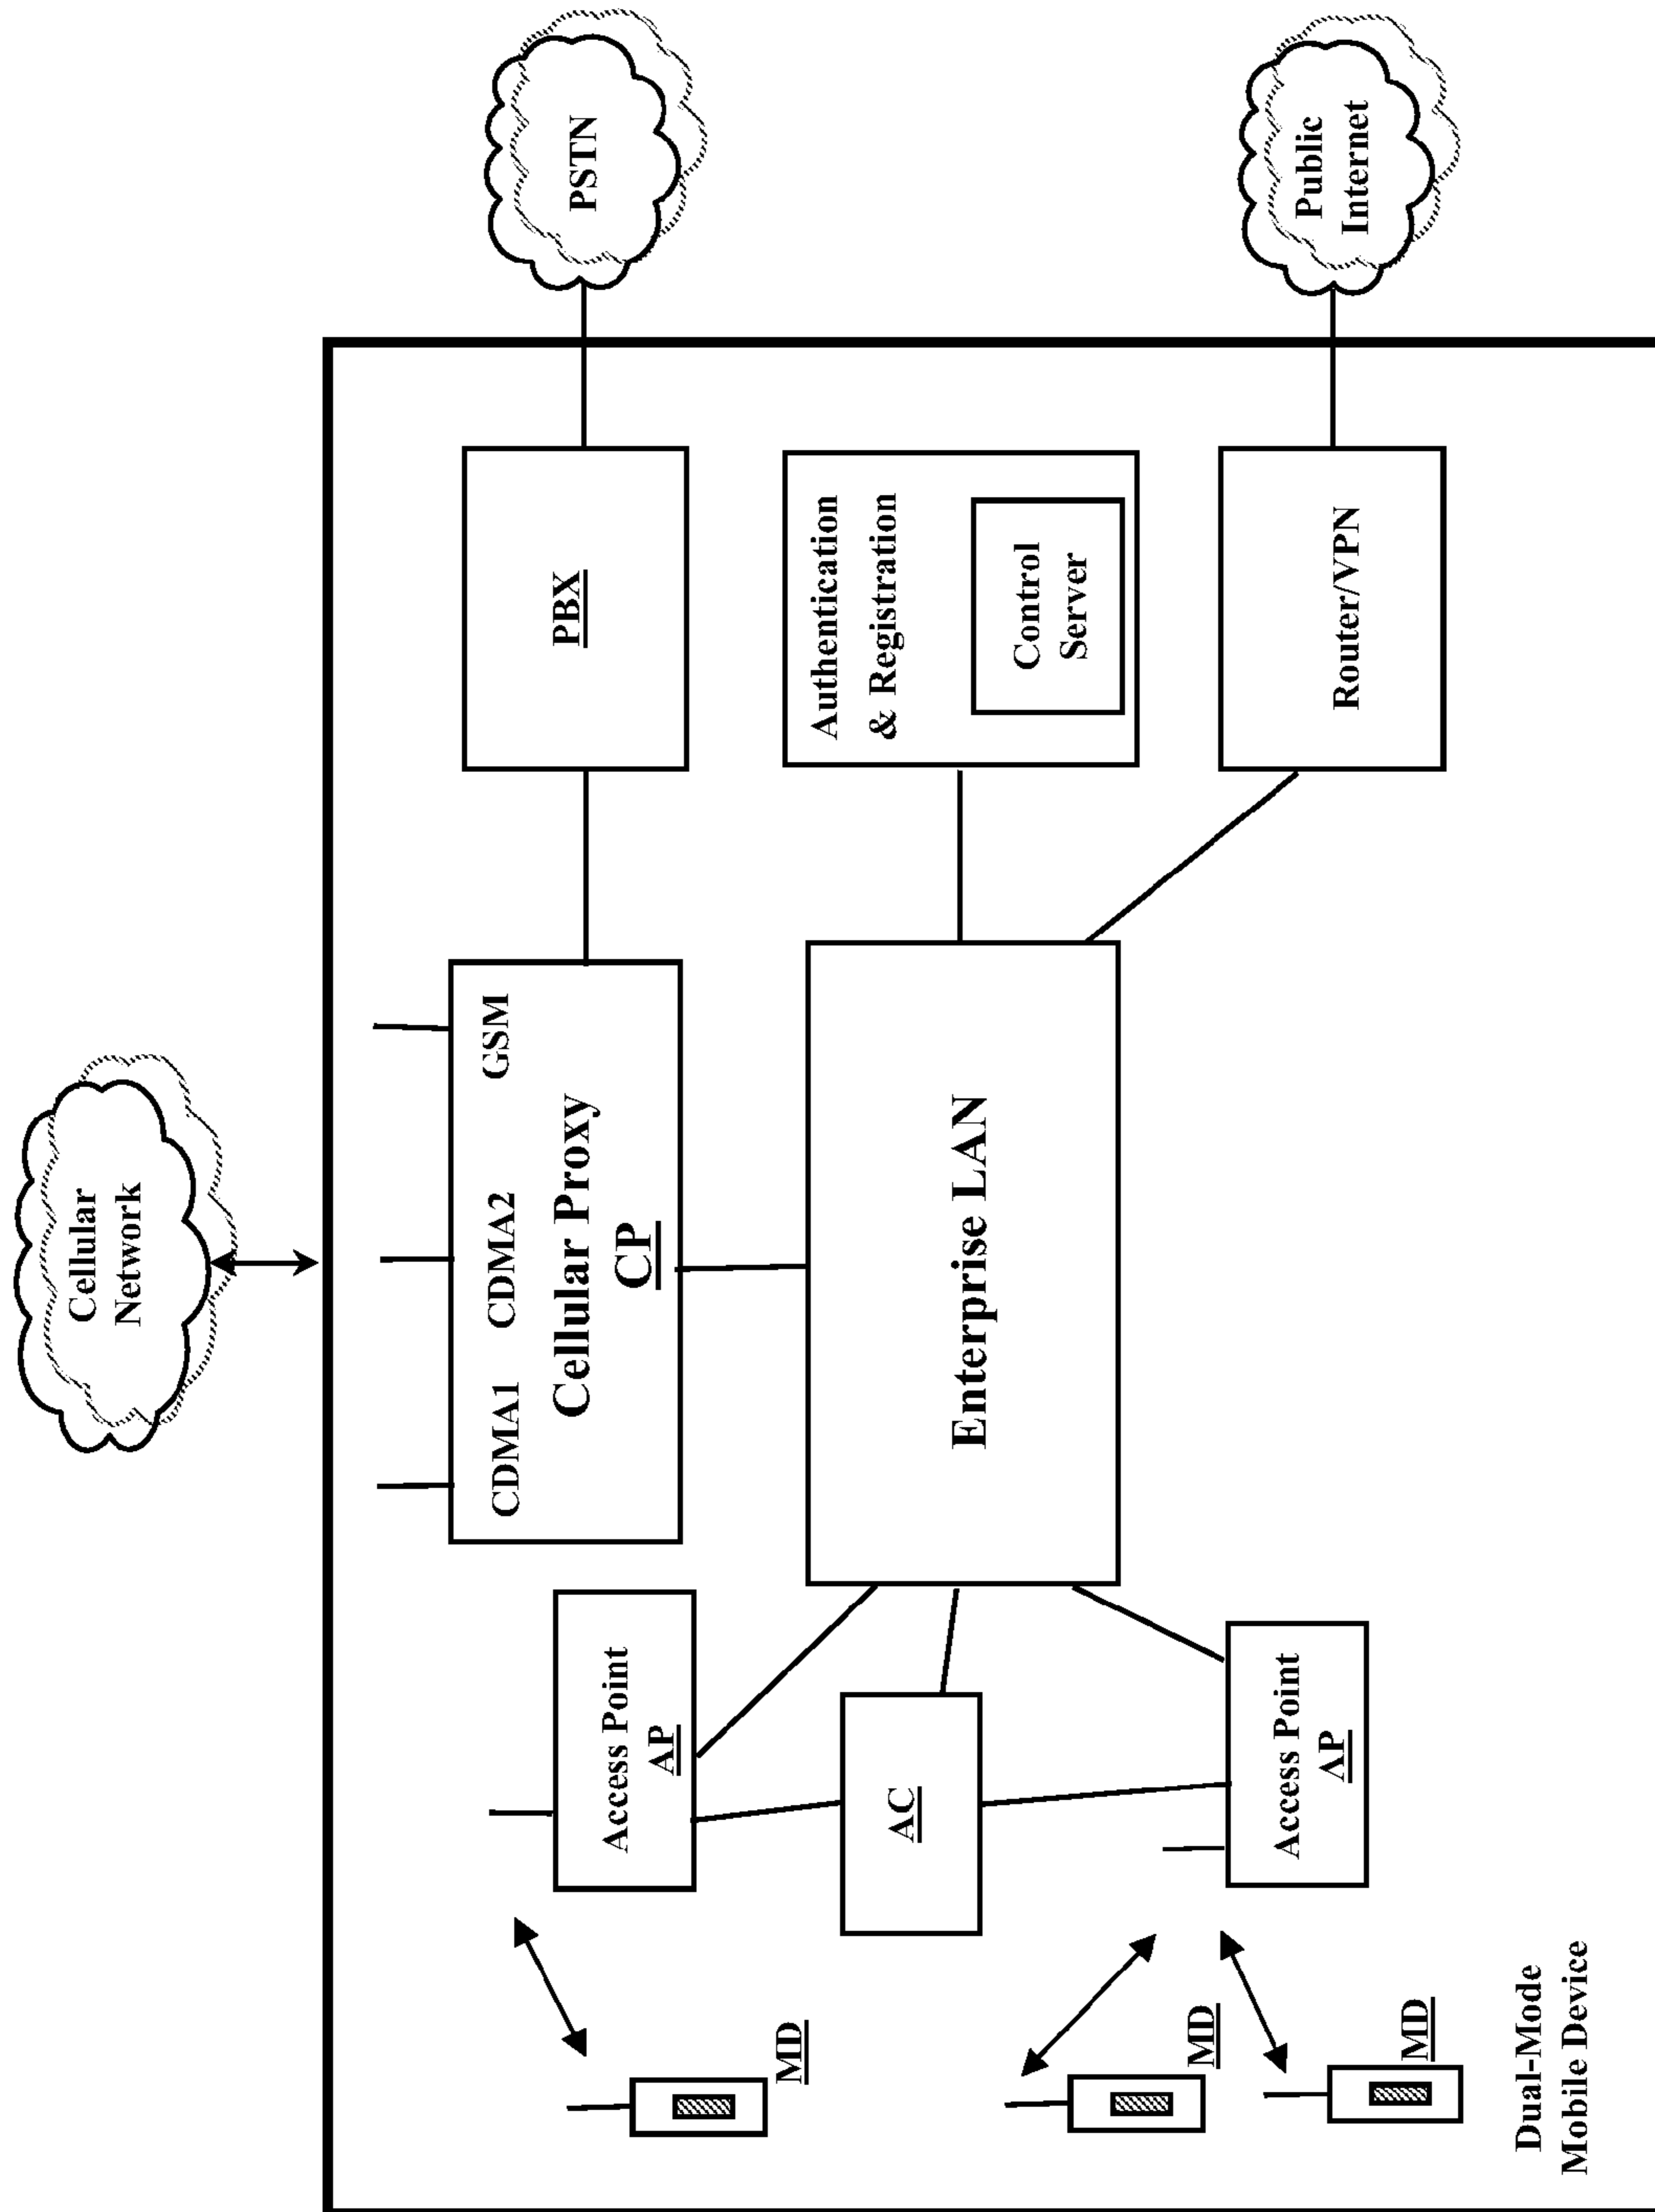 Cellular
Network
PSTN
Public
Internet
CDMA1 CDMA2 GSM
Cellular Proxy
CP
PBX
Authentication
& Registration
Control
Server
Router/VPN
Enterprise LAN
Access Point
AP
AC
Access Point
AP
MD
MD
MD
Dual-Mode
Mobile Device